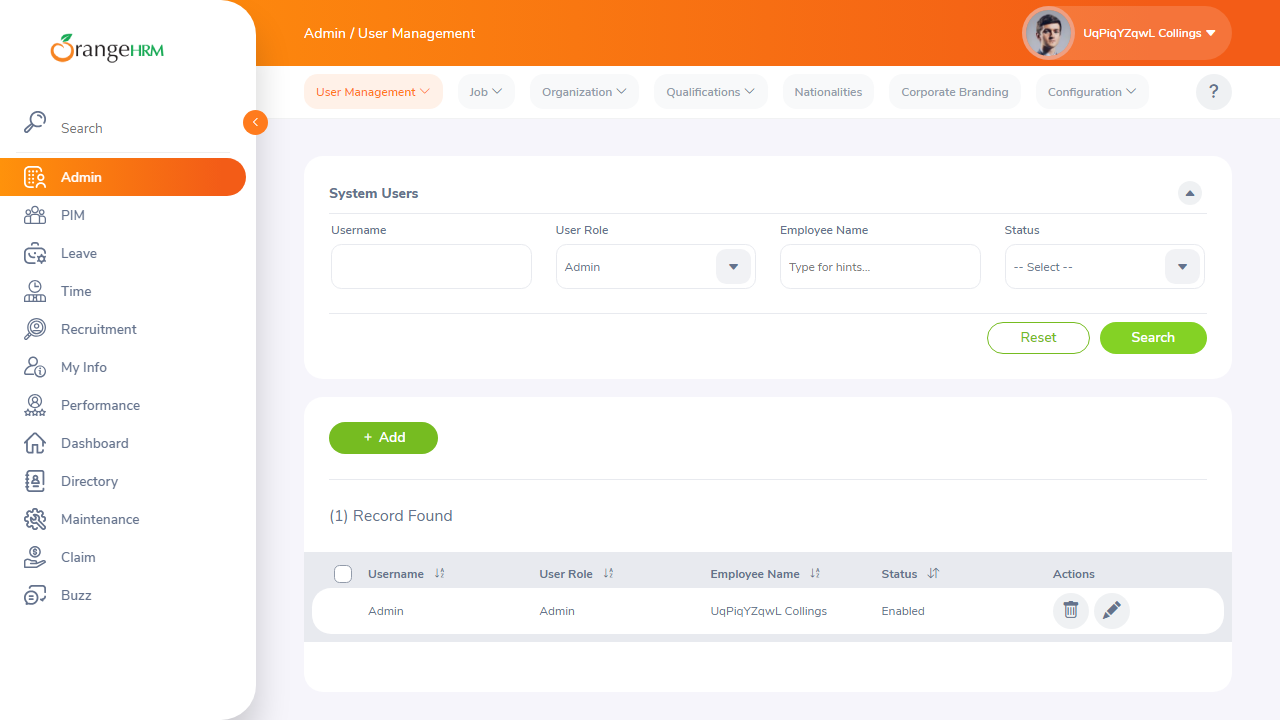 OrangeHRM
Admin / User Management
UqPiqYZqwL Collings
User Management
Job
Organization
Qualifications
Nationalities
Corporate Branding
Configuration
?
Search
Admin
PIM
Leave
Time
Recruitment
My Info
Performance
Dashboard
Directory
Maintenance
Claim
Buzz
System Users
Username
User Role
Employee Name
Status
Admin
Type for hints...
-- Select --
Reset
Search
+ Add
(1) Record Found
Username
User Role
Employee Name
Status
Actions
Admin
Admin
UqPiqYZqwL Collings
Enabled